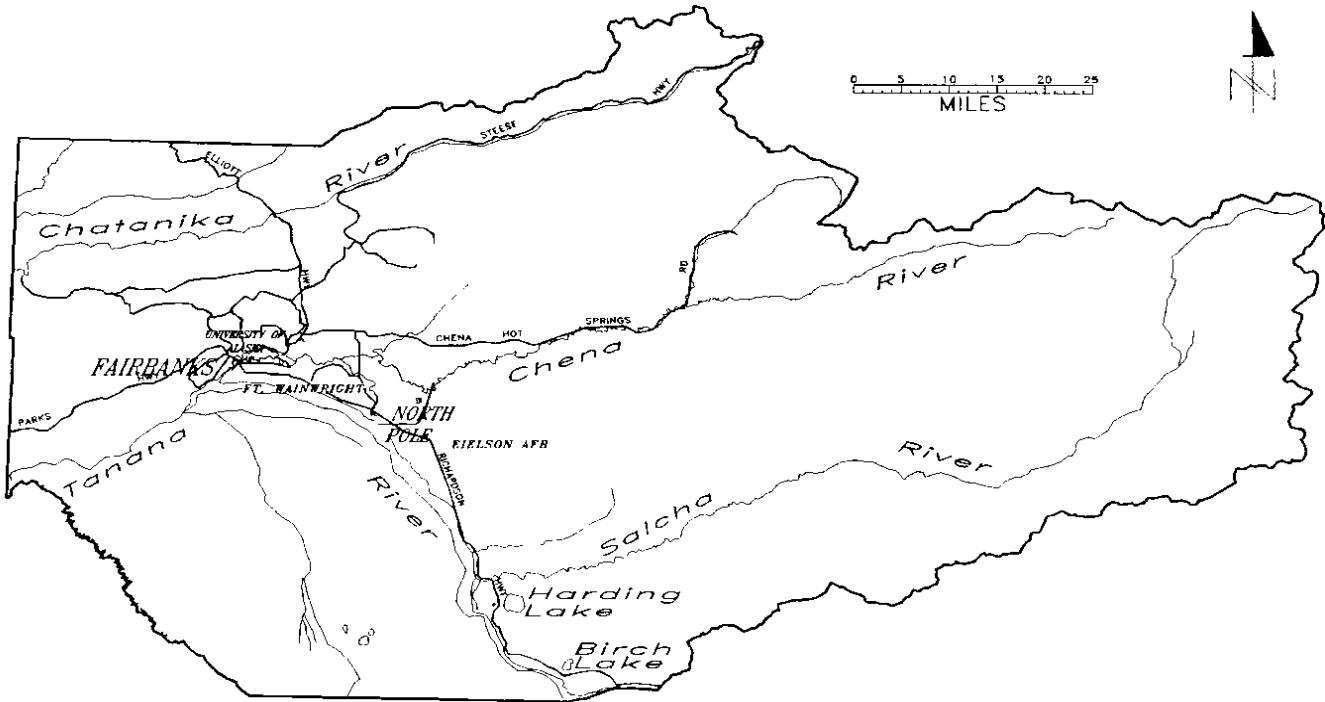 0 5 10 15 20 25
MILES
N
HWY
STEESE
River
ELLIOTT
Chatanika
HWY
RD
River
SPRINGS
CHENA HOT
Chena
UNIVERSITY OF
ALASKA
FAIRBANKS
HWY
FT. WAINWRIGHT
PARKS
NORTH
POLE
EIELSON AFB
Tanana
RICHARDSON
River
River
Salcha
HWY
Harding
Lake
Birch
Lake